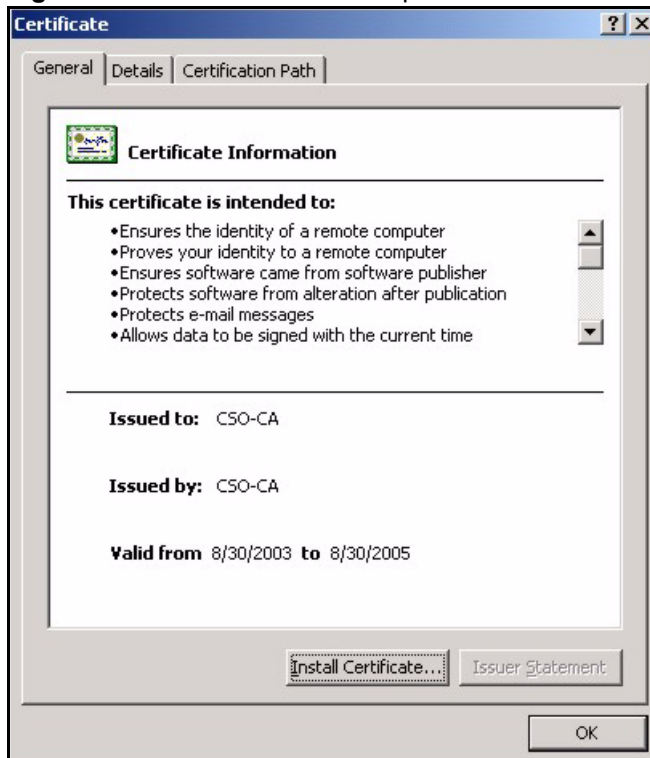 Certificate
General Details Certification Path
Certificate Information
This certificate is intended to:
•Ensures the identity of a remote computer
•Proves your identity to a remote computer
•Ensures software came from software publisher
•Protects software from alteration after publication
•Protects e-mail messages
•Allows data to be signed with the current time
Issued to: CSO-CA
Issued by: CSO-CA
Valid from 8/30/2003 to 8/30/2005
Install Certificate... Issuer Statement
OK